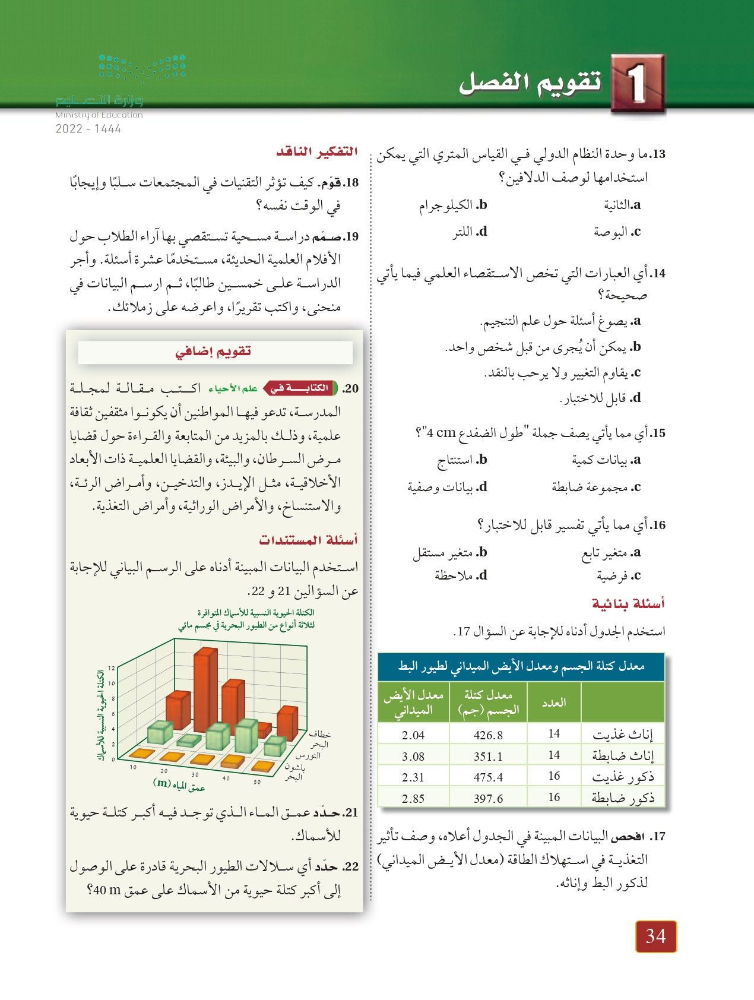 1
تقويم الفصل
وزارة التعليم
Ministry of Education
2022 - 1444
13. ما وحدة النظام الدولي في القياس المتري التي يمكن
استخدامها لوصف الدلافين؟
a. الثانية
b. الكيلوجرام
c. البوصة
d. اللتر
14. أي العبارات التي تخص الاستقصاء العلمي فيما يأتي
صحيحة؟
a. يصوغ أسئلة حول علم التنجيم.
b. يمكن أن يُجرى من قبل شخص واحد.
c. يقاوم التغيير ولا يرحب بالنقد.
d. قابل للاختبار.
15. أي مما يأتي يصف جملة "طول الضفدع 4 cm"؟
a. بيانات كمية
b. استنتاج
c. مجموعة ضابطة
d. بيانات وصفية
16. أي مما يأتي تفسير قابل للاختبار؟
a. متغير تابع
b. متغير مستقل
c. فرضية
d. ملاحظة
أسئلة بنائية
استخدم الجدول أدناه للإجابة عن السؤال 17.
معدل كتلة الجسم ومعدل الأيض الميداني لطيور البط
العدد
معدل كتلة
الجسم (جم)
معدل الأيض
الميداني
إناث غذيت 14 426.8 2.04
إناث ضابطة 14 351.1 3.08
ذكور غذيت 16 475.4 2.31
ذكور ضابطة 16 397.6 2.85
17. افحص البيانات المبينة في الجدول أعلاه، وصف تأثير
التغذية في استهلاك الطاقة (معدل الأيض الميداني)
لذكور البط وإناثه.
التفكير الناقد
18. قوّم. كيف تؤثر التقنيات في المجتمعات سلبًا وإيجابًا
في الوقت نفسه؟
19. صمّم دراسة مسحية تستقصي بها آراء الطلاب حول
الأفلام العلمية الحديثة، مستخدمًا عشرة أسئلة. وأجر
الدراسة على خمسين طالبًا، ثم ارسم البيانات في
منحنى، واكتب تقريرًا، واعرضه على زملائك.
تقويم إضافي
20. الكتابة في علم الأحياء اكتب مقالة لمجلة
المدرسة، تدعو فيها المواطنين أن يكونوا مثقفين ثقافة
علمية، وذلك بالمزيد من المتابعة والقراءة حول قضايا
مرض السرطان، والبيئة، والقضايا العلمية ذات الأبعاد
الأخلاقية، مثل الإيدز، والتدخين، وأمراض الرئة،
والاستنساخ، والأمراض الوراثية، وأمراض التغذية.
أسئلة المستندات
استخدم البيانات المبينة أدناه على الرسم البياني للإجابة
عن السؤالين 21 و 22.
الكتلة الحيوية النسبية للأسماك المتوافرة
لثلاثة أنواع من الطيور البحرية في مجسم مائي
الكتلة الحيوية النسبية للأسماك
12
10
8
6
4
2
0
10
20
30
40
50
عمق المياه (m)
خطاف
البحر
النورس
بلشون
البحر
21. حدّد عمق الماء الذي توجد فيه أكبر كتلة حيوية
للأسماك.
22. حدّد أي سلالات الطيور البحرية قادرة على الوصول
إلى أكبر كتلة حيوية من الأسماك على عمق 40 m؟
34